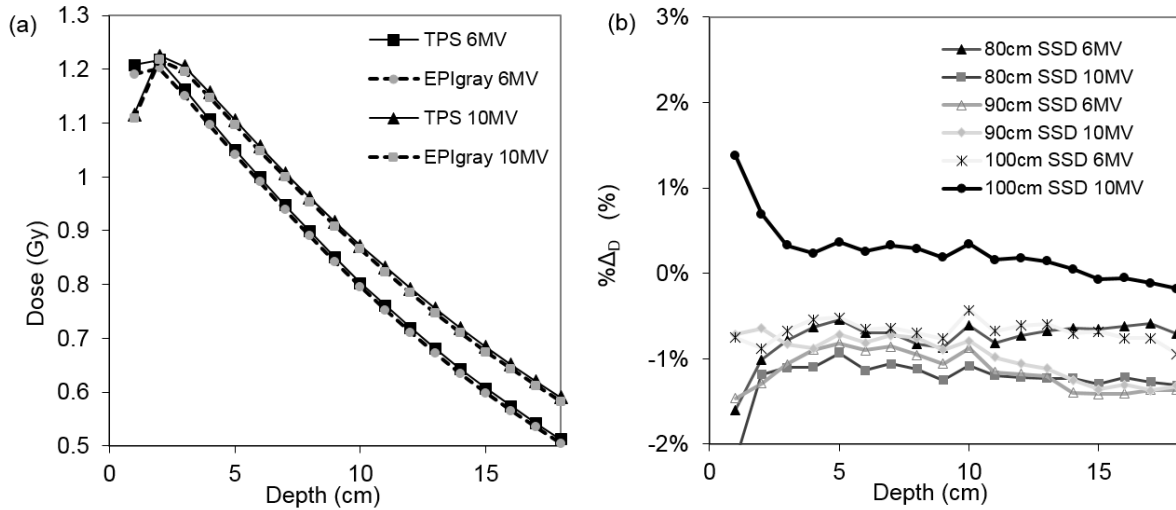 (a)
1.3
1.2
1.1
1
0.9
0.8
0.7
0.6
0.5
Dose (Gy)
0
5
10
15
Depth (cm)
TPS 6MV
EPIgray 6MV
TPS 10MV
EPIgray 10MV
(b)
3%
2%
1%
0%
-1%
-2%
%ΔD (%)
0
5
10
15
Depth (cm)
80cm SSD 6MV
80cm SSD 10MV
90cm SSD 6MV
90cm SSD 10MV
100cm SSD 6MV
100cm SSD 10MV